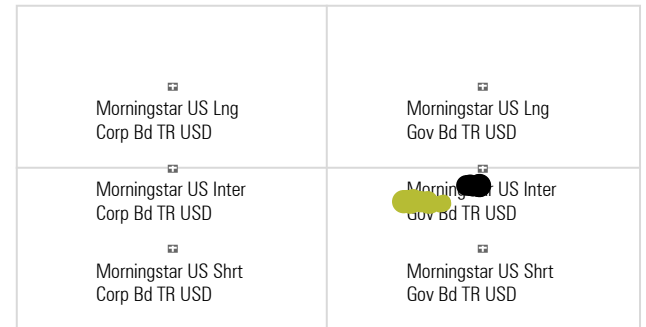 Morningstar US Lng
Corp Bd TR USD
Morningstar US Lng
Gov Bd TR USD
Morningstar US Inter
Corp Bd TR USD
US Inter
Gov Bd TR USD
Morningstar US Shrt
Corp Bd TR USD
Morningstar US Shrt
Gov Bd TR USD